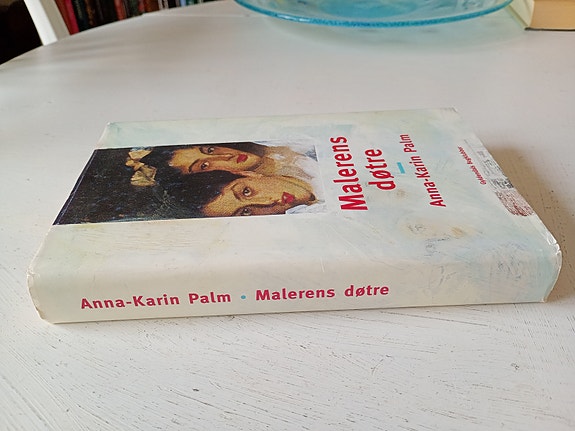 Malerens
døtre
Anna-Karin Palm
Anna-Karin Palm • Malerens døtre